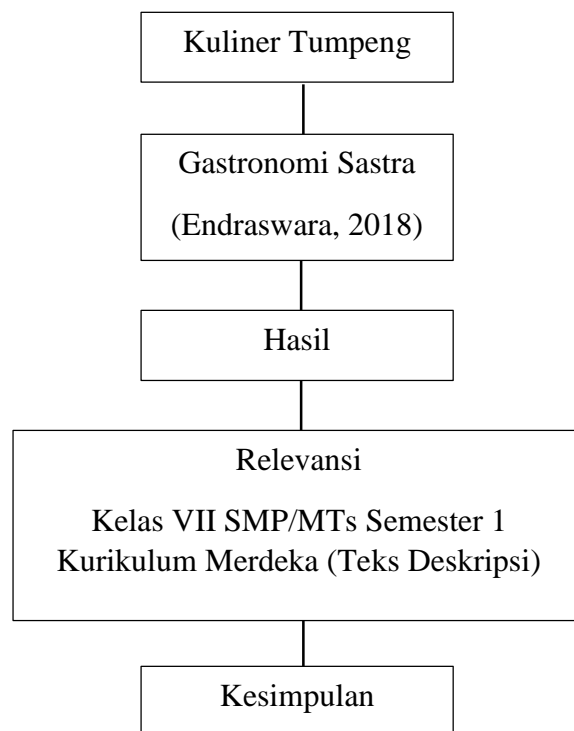 Kuliner Tumpeng
Gastronomi Sastra
(Endraswara, 2018)
Hasil
Relevansi
Kelas VII SMP/MTs Semester 1
Kurikulum Merdeka (Teks Deskripsi)
Kesimpulan